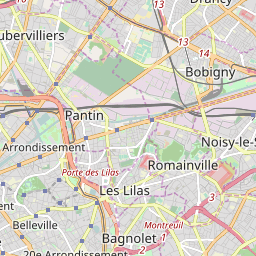 Drancy
13
ubervilliers
14
13
Bobigny
Pantin
Noisy-le-S
Arrondissement
Romainville
Porte des Lilas
Les Lilas
Belleville
Montreuil
Bagnolet
20e Arrondissement
12